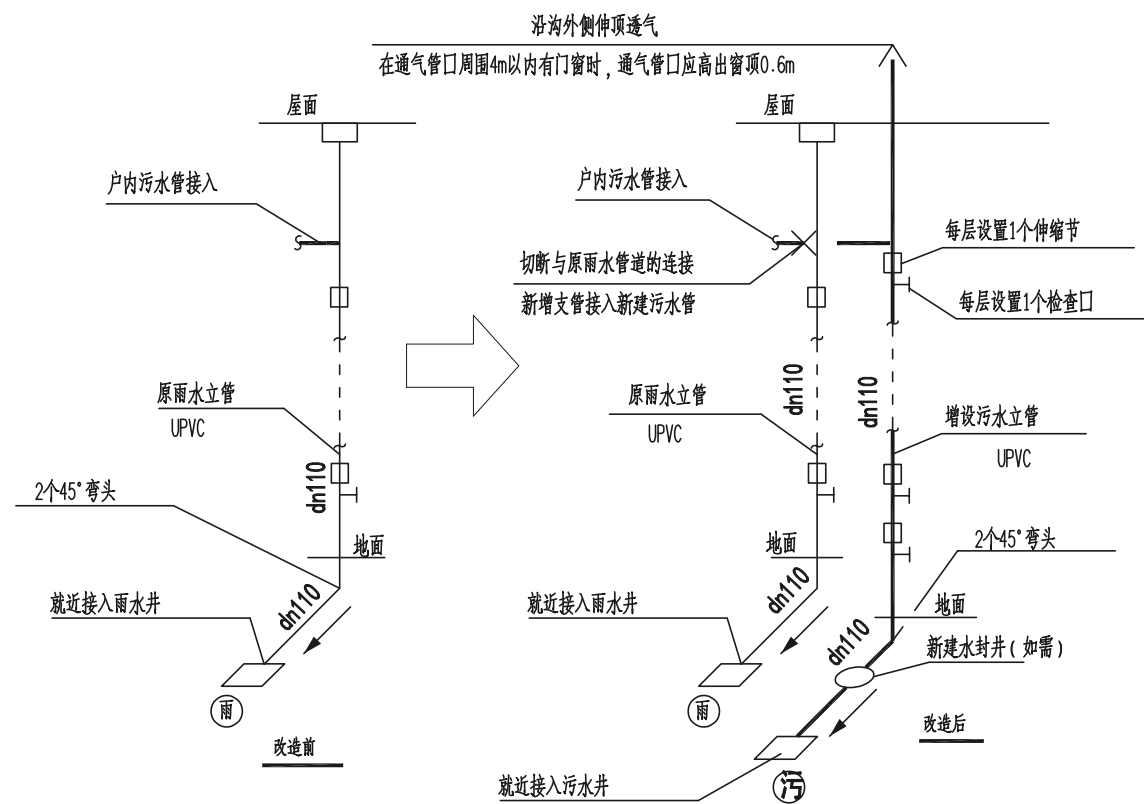 沿沟外侧伸顶透气
在通气管口周围4m以内有门窗时，通气管口应高出窗顶0.6m
屋面
户内污水管接入
原雨水立管
UPVC
dn110
2个45°弯头
地面
dn110
就近接入雨水井
雨
改造前
屋面
户内污水管接入
切断与原雨水管道的连接
新增支管接入新建污水管
每层设置1个伸缩节
每层设置1个检查口
dn110
dn110
原雨水立管
UPVC
增设污水立管
UPVC
2个45°弯头
地面
dn110
就近接入雨水井
雨
地面
dn110
新建水封井(如需)
改造后
就近接入污水井
污